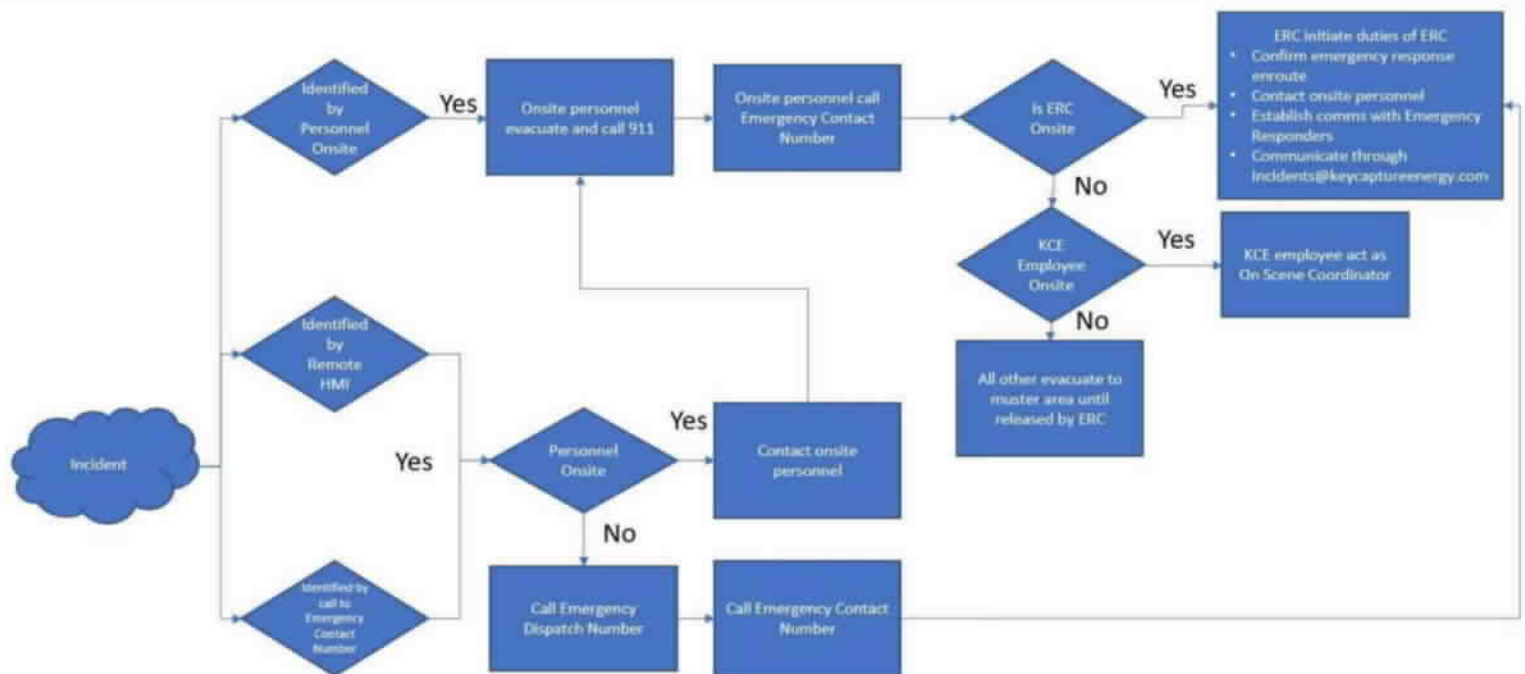 Identified
by
Personnel
Onsite
Yes
Onsite personnel
evacuate and call 911
Onsite personnel call
Emergency Contact
Number
Is ERC
Onsite
Yes
ERC initiate duties of ERC
• Confirm emergency response
enroute
• Contact onsite personnel
• Establish comms with Emergency
Responders
• Communicate through
incidents@keycaptureenergy.com
No
KCE
Employee
Onsite
Yes
KCE employee act as
On Scene Coordinator
No
All other evacuate to
muster area until
released by ERC
Identified
by
Remote
HMI
Incident
Yes
Personnel
Onsite
Yes
Contact onsite
personnel
No
Identified by
call to
Emergency
Contact
Number
Call Emergency
Dispatch Number
Call Emergency Contact
Number